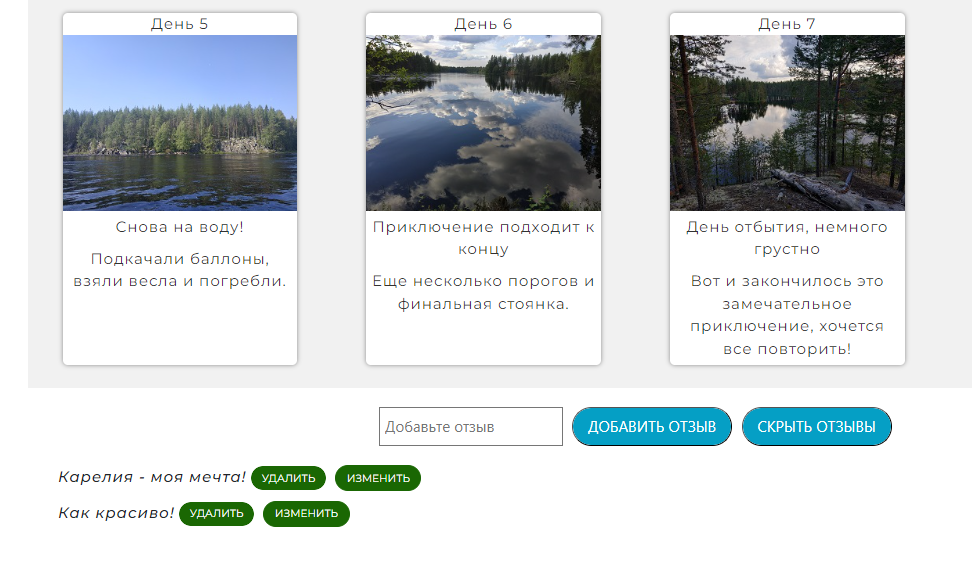 День 5
Снова на воду!
Подкачали баллоны,
взяли весла и погребли.
День 6
Приключение подходит к
концу
Еще несколько порогов и
финальная стоянка.
День 7
День отбытия, немного
грустно
Вот и закончилось это
замечательное
приключение, хочется
все повторить!
Добавьте отзыв ДОБАВИТЬ ОТЗЫВ СКРЫТЬ ОТЗЫВЫ
Карелия - моя мечта! УДАЛИТЬ ИЗМЕНИТЬ
Как красиво! УДАЛИТЬ ИЗМЕНИТЬ